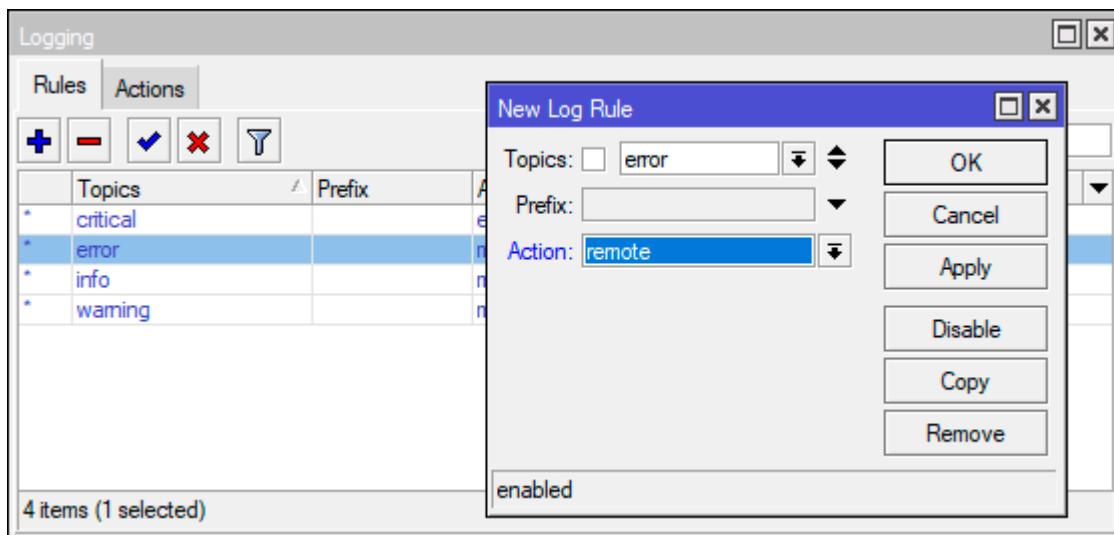 Logging
Rules Actions
New Log Rule
Topics: error
OK
Prefix:
Cancel
Action: remote
Apply
Disable
Copy
Remove
enabled
Topics Prefix
* critical
* error
* info
* warning
4 items (1 selected)